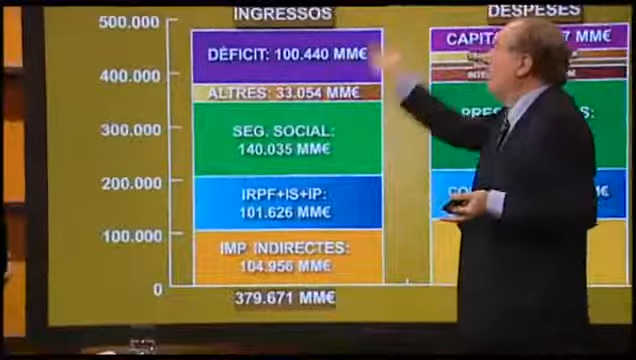 INGRESSOS
DESPESES
500.000
400.000
300.000
200.000
100.000
0
DÈFICIT: 100.440 MM€
ALTRES: 33.054 MM€
SEG. SOCIAL:
140.035 MM€
IRPF+IS+IP:
101.626 MM€
IMP. INDIRECTES:
104.956 MM€
379.671 MM€
MM€